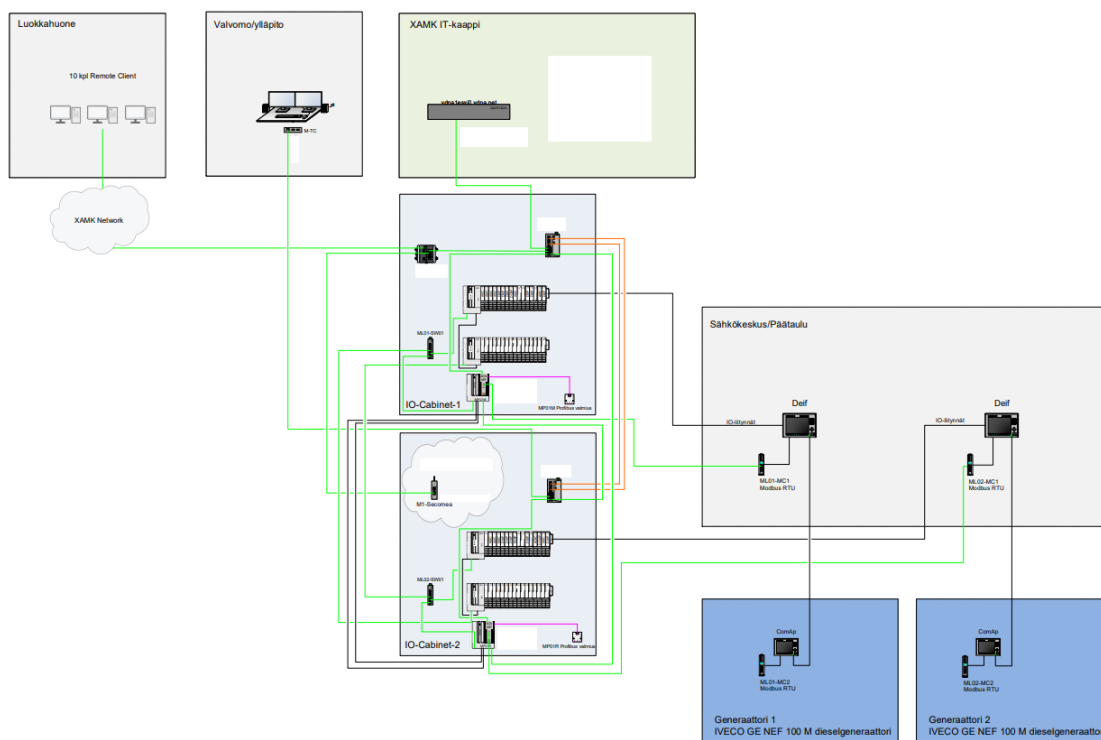 Luokkahuone
10 kpl Remote Client
XAMK Network
Valvomo/ylläpito
M-TC
XAMK IT-kaappi
ML01-SW01
MP01M Profibus valmius
IO-Cabinet-1
M1-Secomea
ML02-SW01
MP01R Profibus valmius
IO-Cabinet-2
Sähkökeskus/Päätaulu
Deif
IO-liitynnät
ML01-MC1
Modbus RTU
Deif
IO-liitynnät
ML02-MC1
Modbus RTU
ComAp
ML01-MC2
Modbus RTU
Generaattori 1
IVECO GE NEF 100 M dieselgeneraattori
ComAp
ML02-MC2
Modbus RTU
Generaattori 2
IVECO GE NEF 100 M dieselgeneraattori